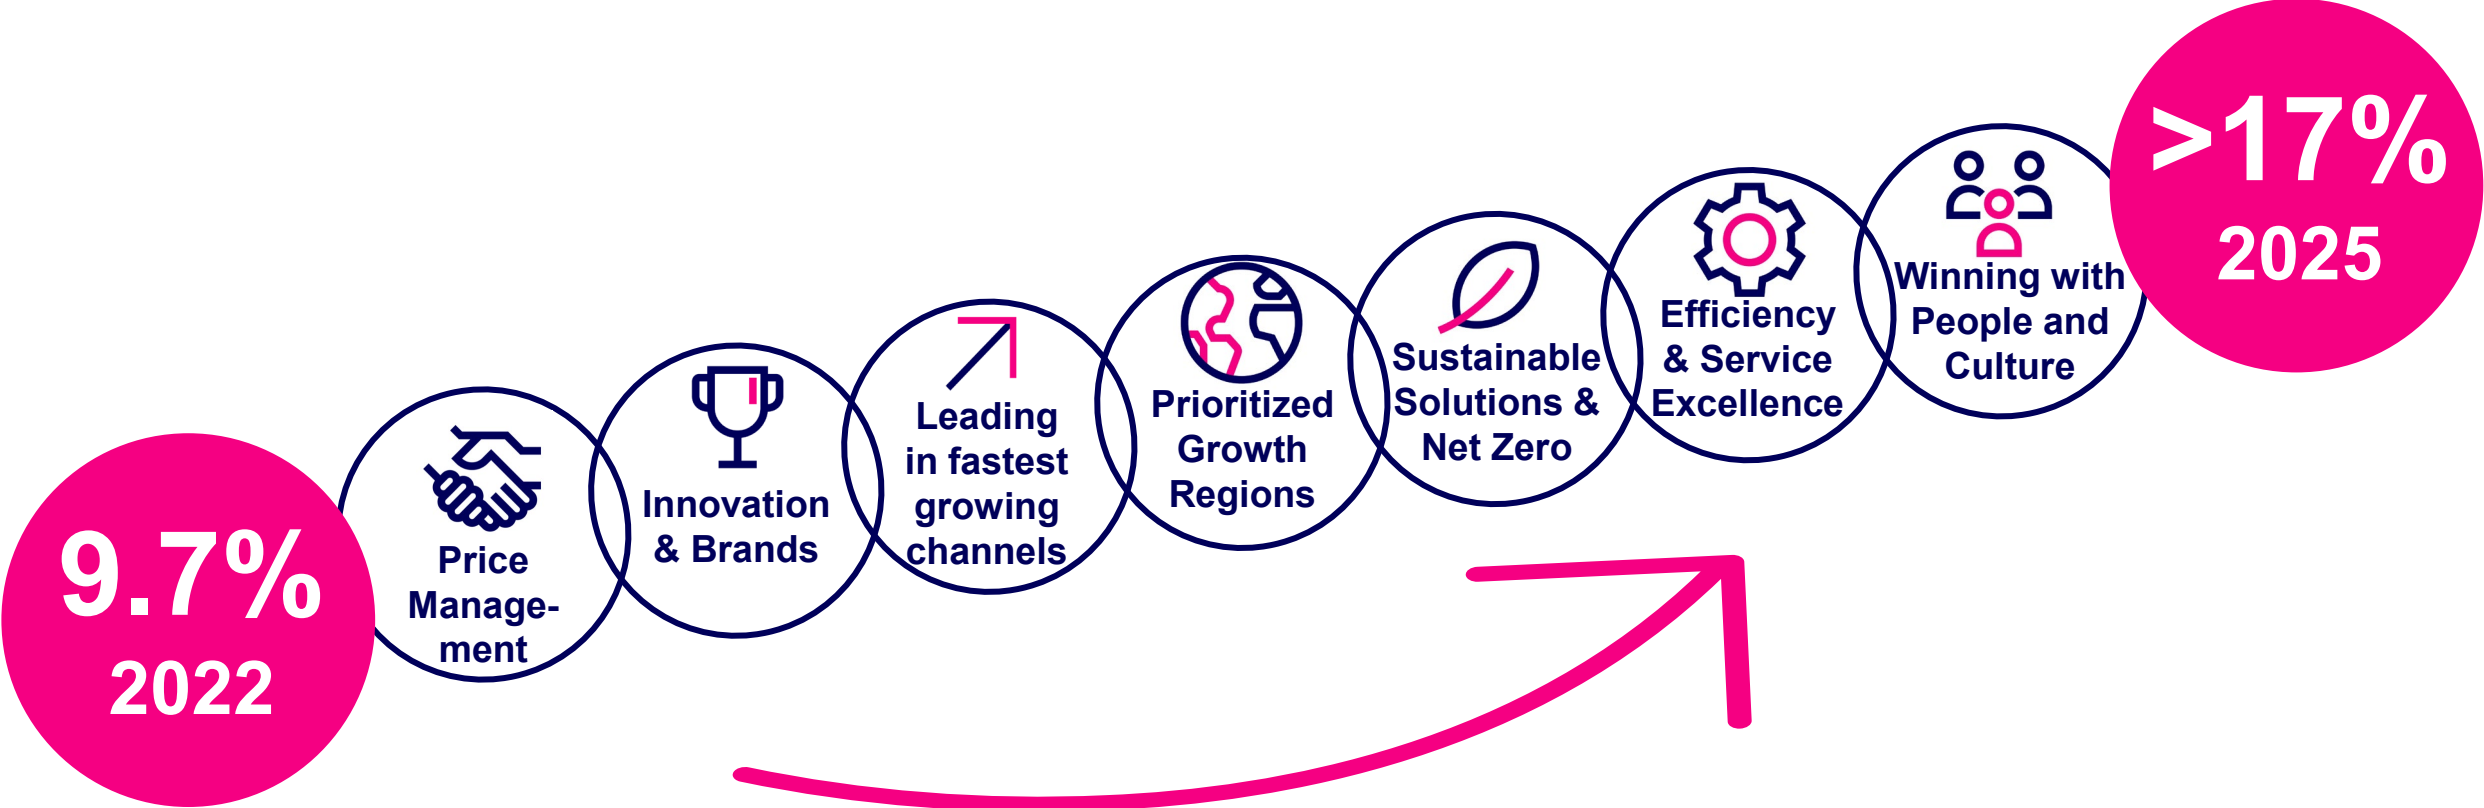 9.7%
2022
Price
Manage-
ment
Innovation
& Brands
Leading
in fastest
growing
channels
Prioritized
Growth
Regions
Sustainable
Solutions &
Net Zero
Efficiency
& Service
Excellence
Winning with
People and
Culture
>17%
2025